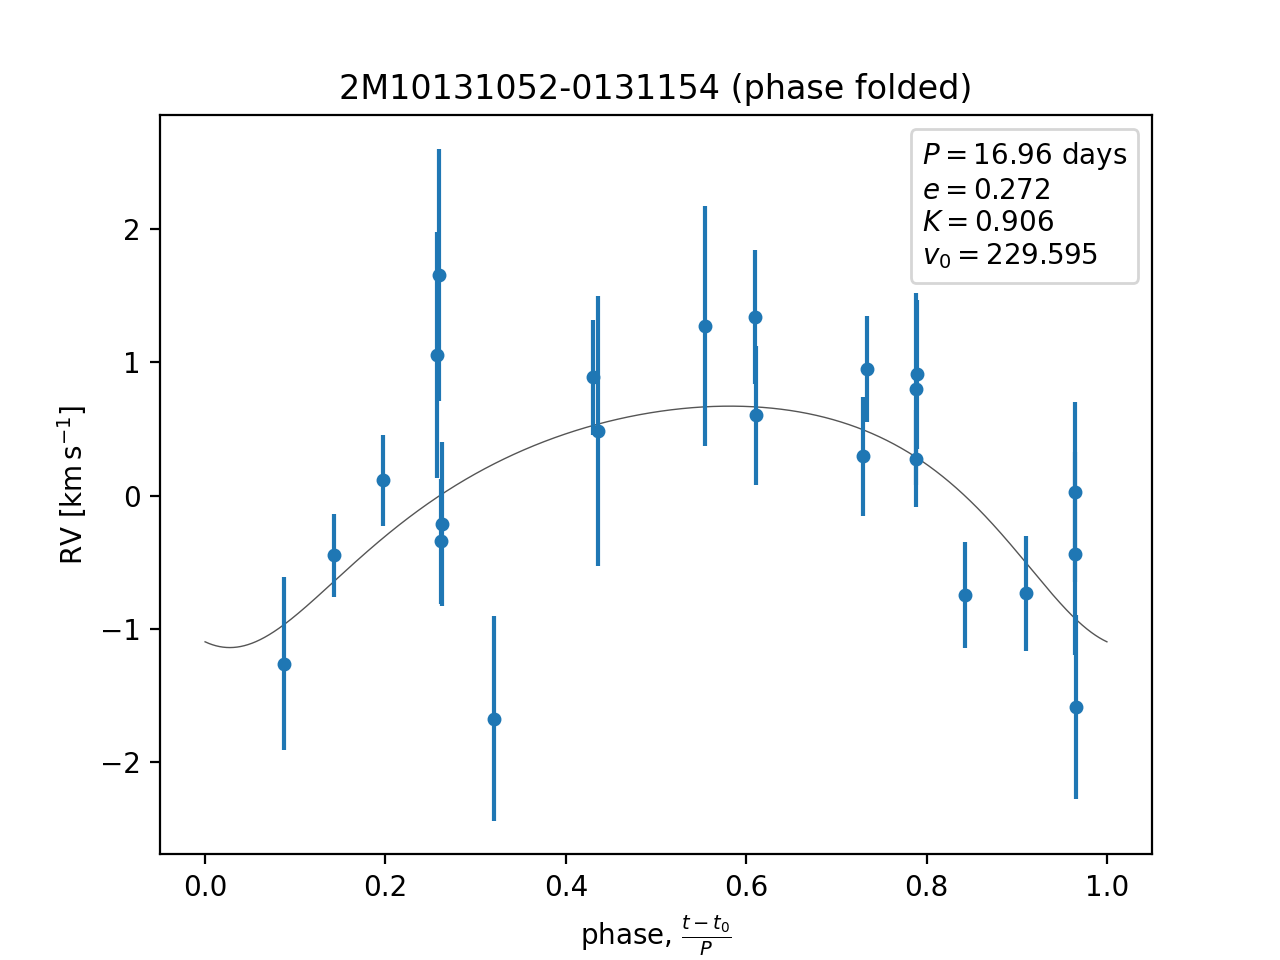 2M10131052-0131154 (phase folded)
P = 16.96 days
e = 0.272
K = 0.906
v₀ = 229.595
RV [km s⁻¹]
2
1
0
−1
−2
0.0 0.2 0.4 0.6 0.8 1.0
phase, (t − t₀)/P